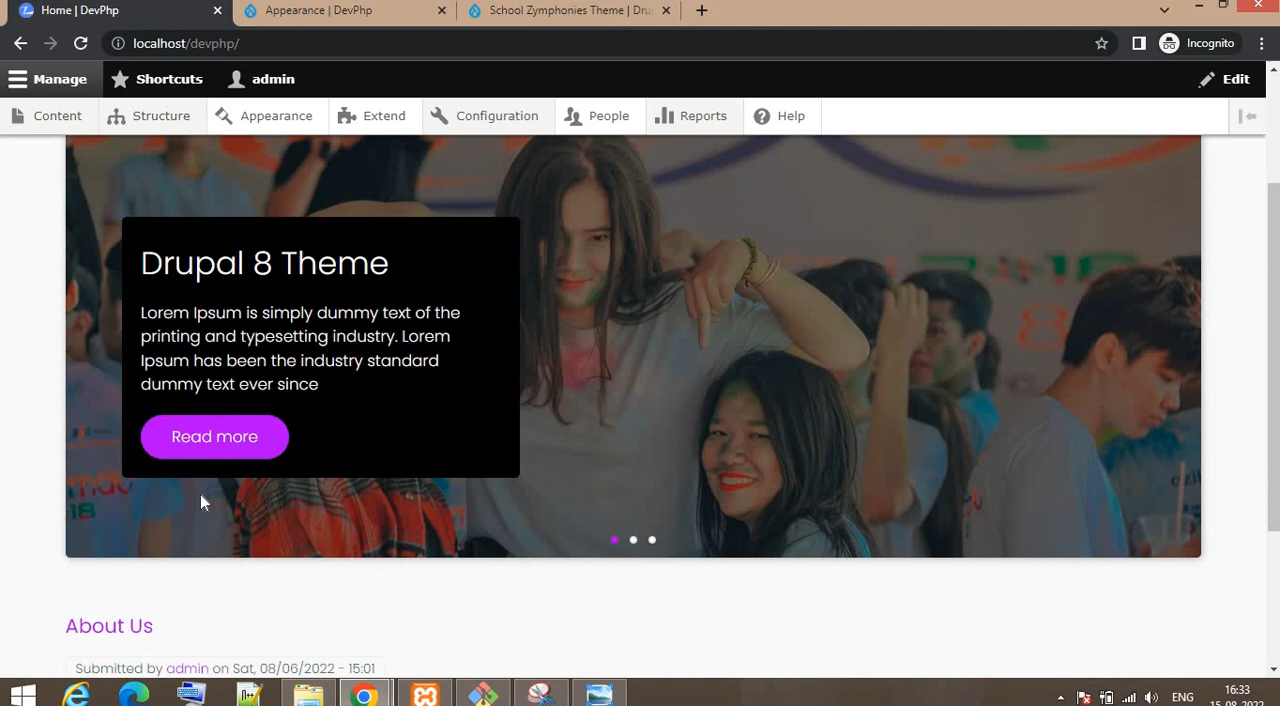 Home | DevPhp
Appearance | DevPhp
School Zymphonies Theme | Dru
localhost/devphp/
Incognito
Manage
Shortcuts
admin
Edit
Content
Structure
Appearance
Extend
Configuration
People
Reports
Help
Drupal 8 Theme
Lorem Ipsum is simply dummy text of the
printing and typesetting industry. Lorem
Ipsum has been the industry standard
dummy text ever since
Read more
About Us
Submitted by admin on Sat, 08/06/2022 - 15:01
ENG
16:33
15-08-2022